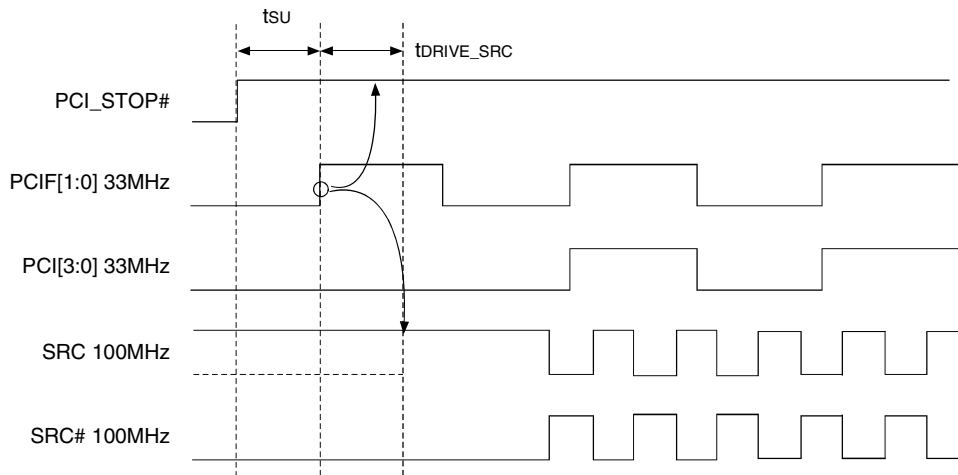 tSU
tDRIVE_SRC
PCI_STOP#
PCIF[1:0] 33MHz
PCI[3:0] 33MHz
SRC 100MHz
SRC# 100MHz